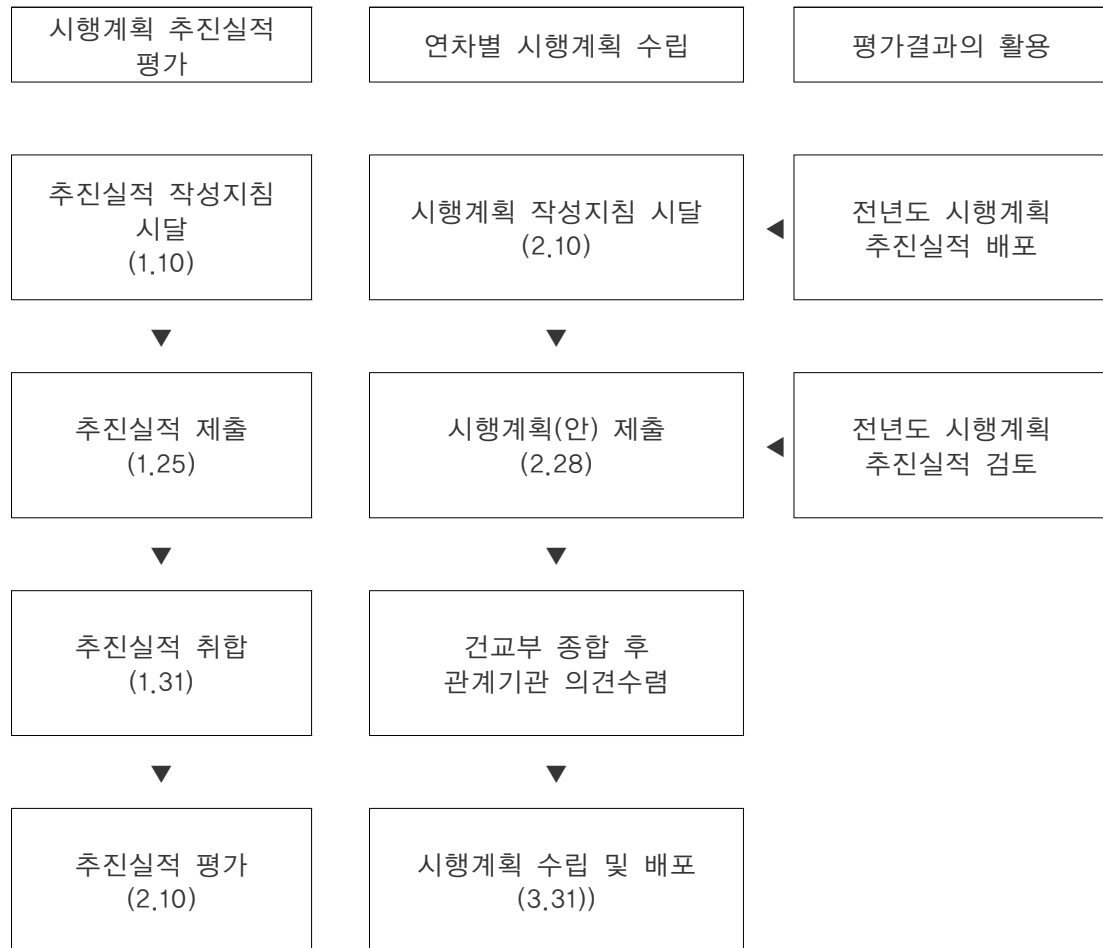 시행계획 추진실적
평가
연차별 시행계획 수립
평가결과의 활용
추진실적 작성지침
시달
(1.10)
시행계획 작성지침 시달
(2.10)
◀
전년도 시행계획
추진실적 배포
▼
▼
추진실적 제출
(1.25)
시행계획(안) 제출
(2.28)
◀
전년도 시행계획
추진실적 검토
▼
▼
추진실적 취합
(1.31)
건교부 종합 후
관계기관 의견수렴
▼
▼
추진실적 평가
(2.10)
시행계획 수립 및 배포
(3.31))